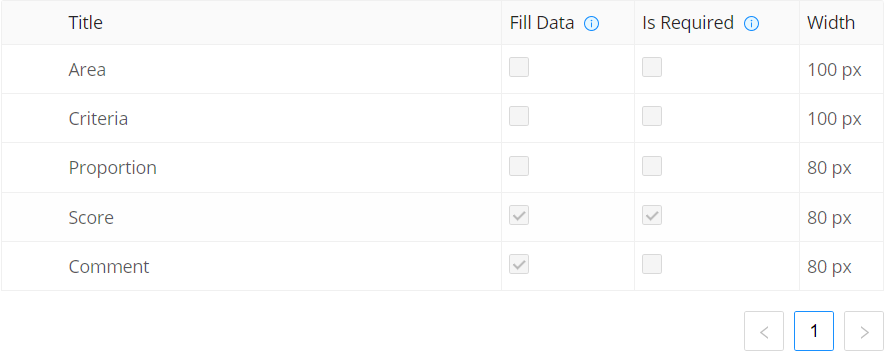 Title Fill Data Is Required Width
Area 100 px
Criteria 100 px
Proportion 80 px
Score 80 px
Comment 80 px
1